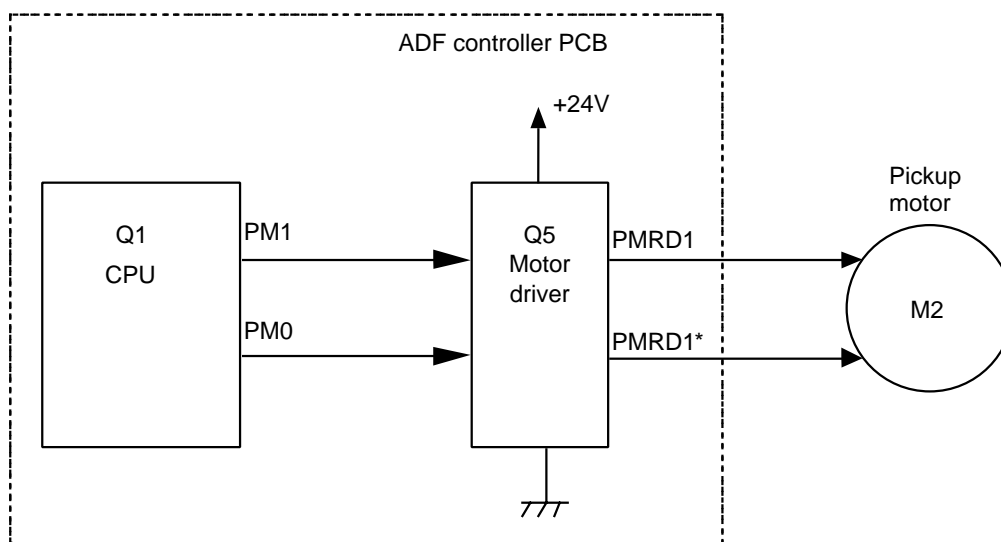 ADF controller PCB
+24V
Pickup
motor
Q1
CPU
PM1
PM0
Q5
Motor
driver
PMRD1
PMRD1*
M2